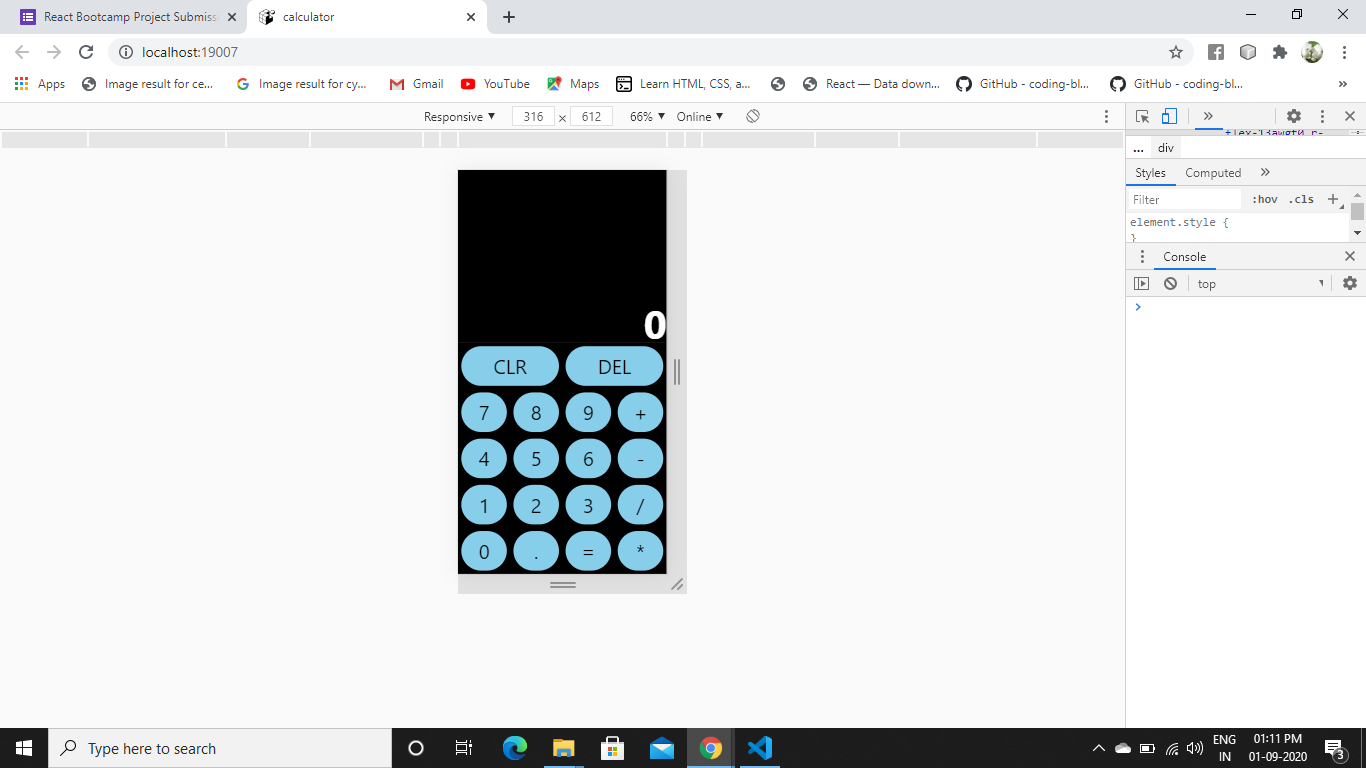 React Bootcamp Project Submiss
calculator
localhost:19007
Apps
Image result for ce...
Image result for cy...
Gmail
YouTube
Maps
Learn HTML, CSS, a...
React — Data down...
GitHub - coding-bl...
GitHub - coding-bl...
»
Responsive ▼ 316 x 612 66% ▼ Online ▼
»
... div
Styles Computed »
Filter :hov .cls +
element.style {
}
Console
top
>
0
CLR DEL
7 8 9 +
4 5 6 -
1 2 3 /
0 . = *
Type here to search
ENG
IN
01:11 PM
01-09-2020
3